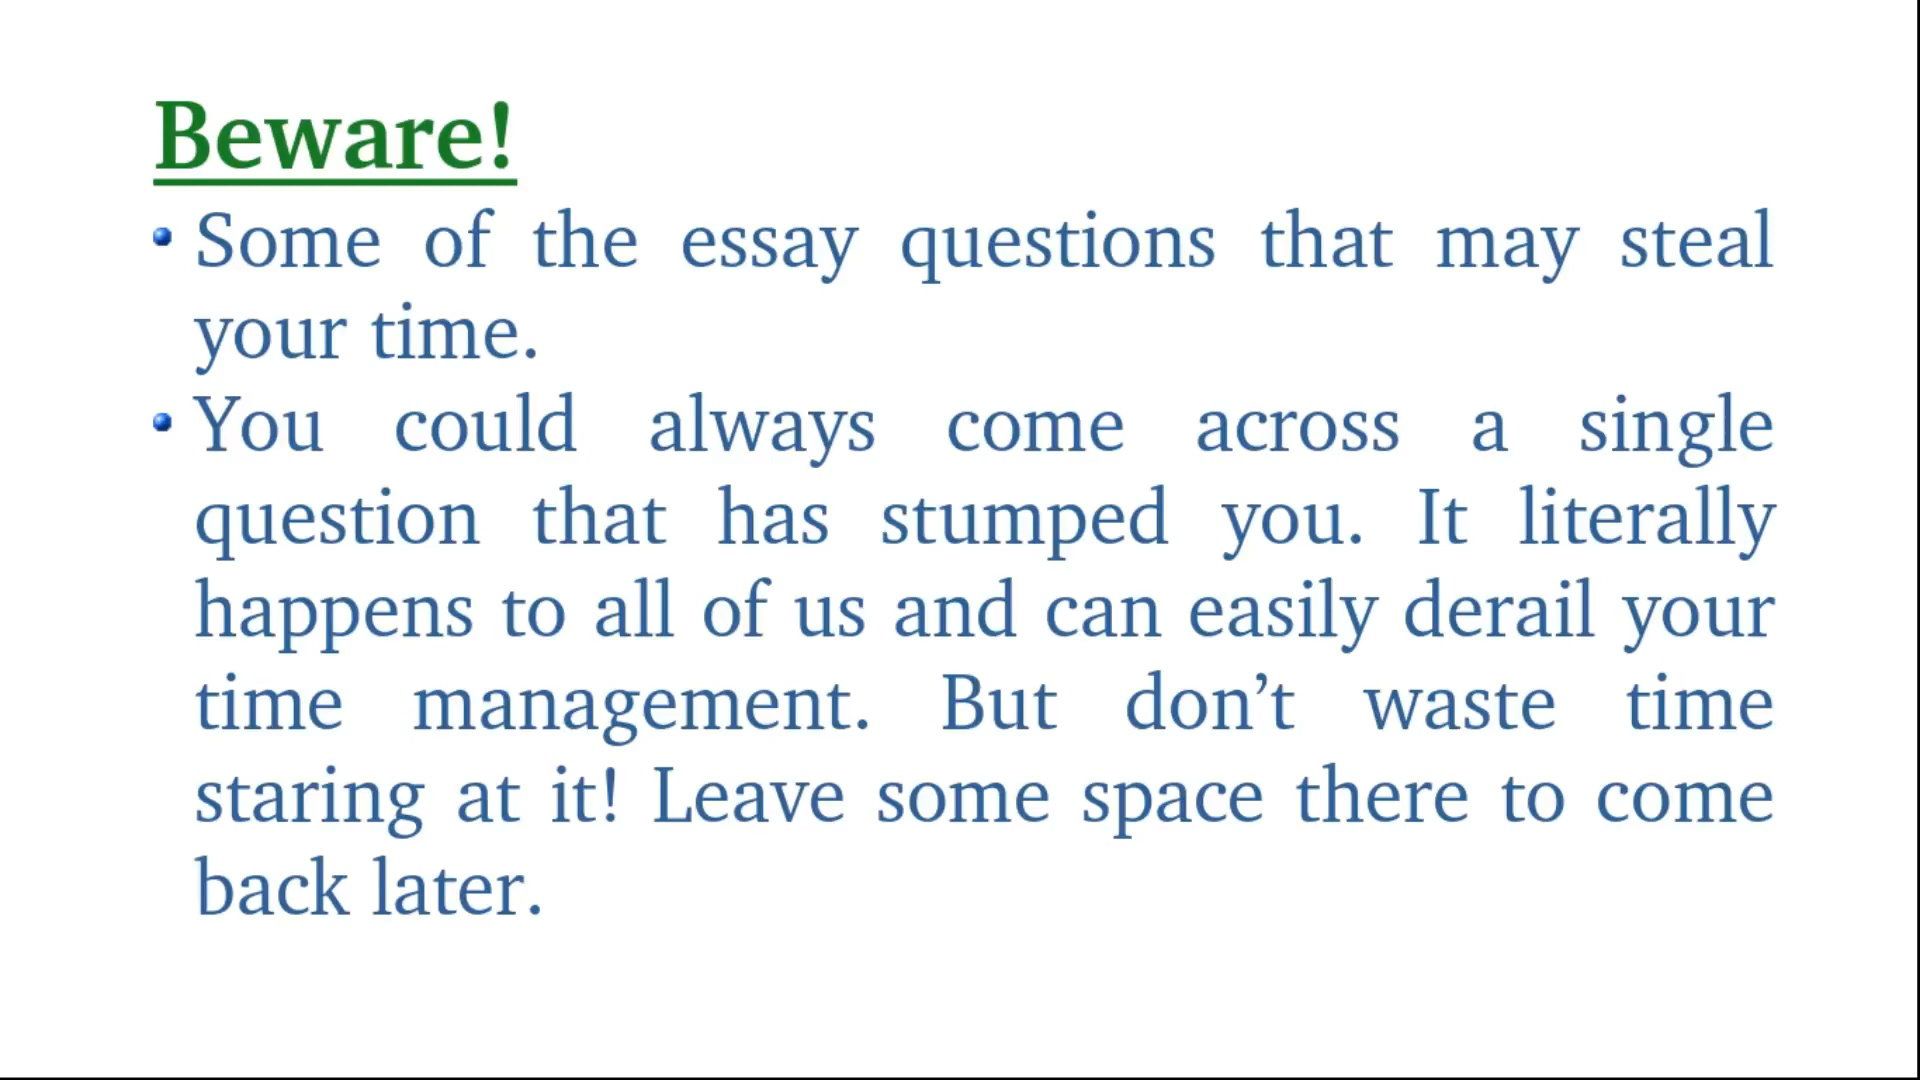 Beware!
• Some of the essay questions that may steal
your time.
• You could always come across a single
question that has stumped you. It literally
happens to all of us and can easily derail your
time management. But don’t waste time
staring at it! Leave some space there to come
back later.